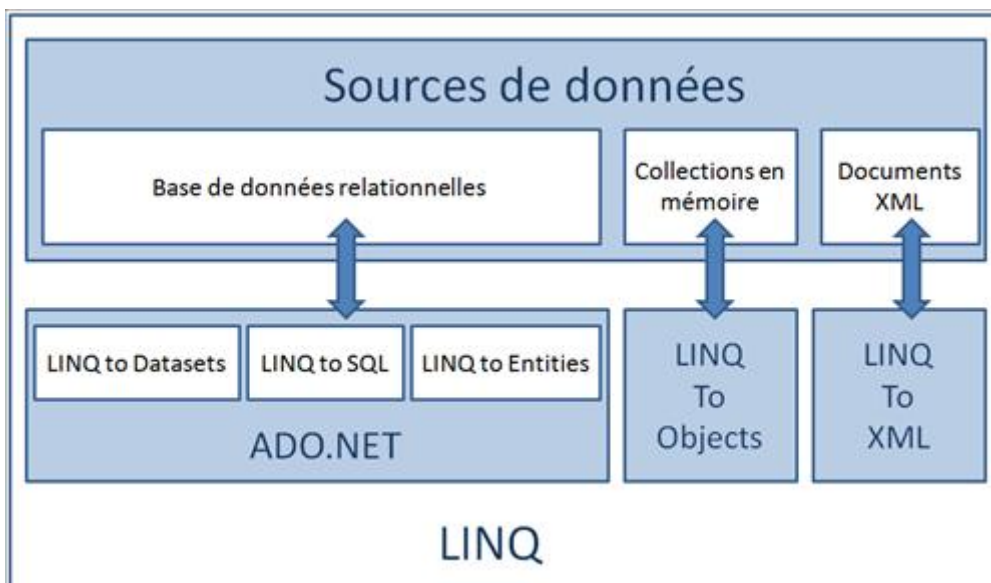 Sources de données
Base de données relationnelles
Collections en
mémoire
Documents
XML
LINQ to Datasets
LINQ to SQL
LINQ to Entities
ADO.NET
LINQ
To
Objects
LINQ
To
XML
LINQ